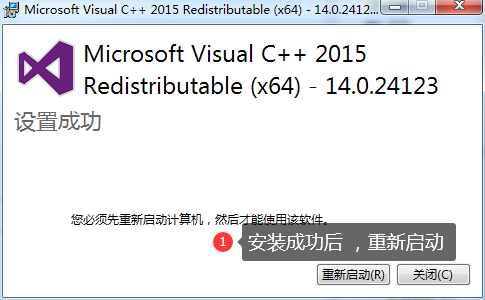 Microsoft Visual C++ 2015 Redistributable (x64) - 14.0.2412...
Microsoft Visual C++ 2015
Redistributable (x64) - 14.0.24123
设置成功
您必须先重新启动计算机，然后才能使用该软件。
1 安装成功后 ，重新启动
重新启动(R) 关闭(C)